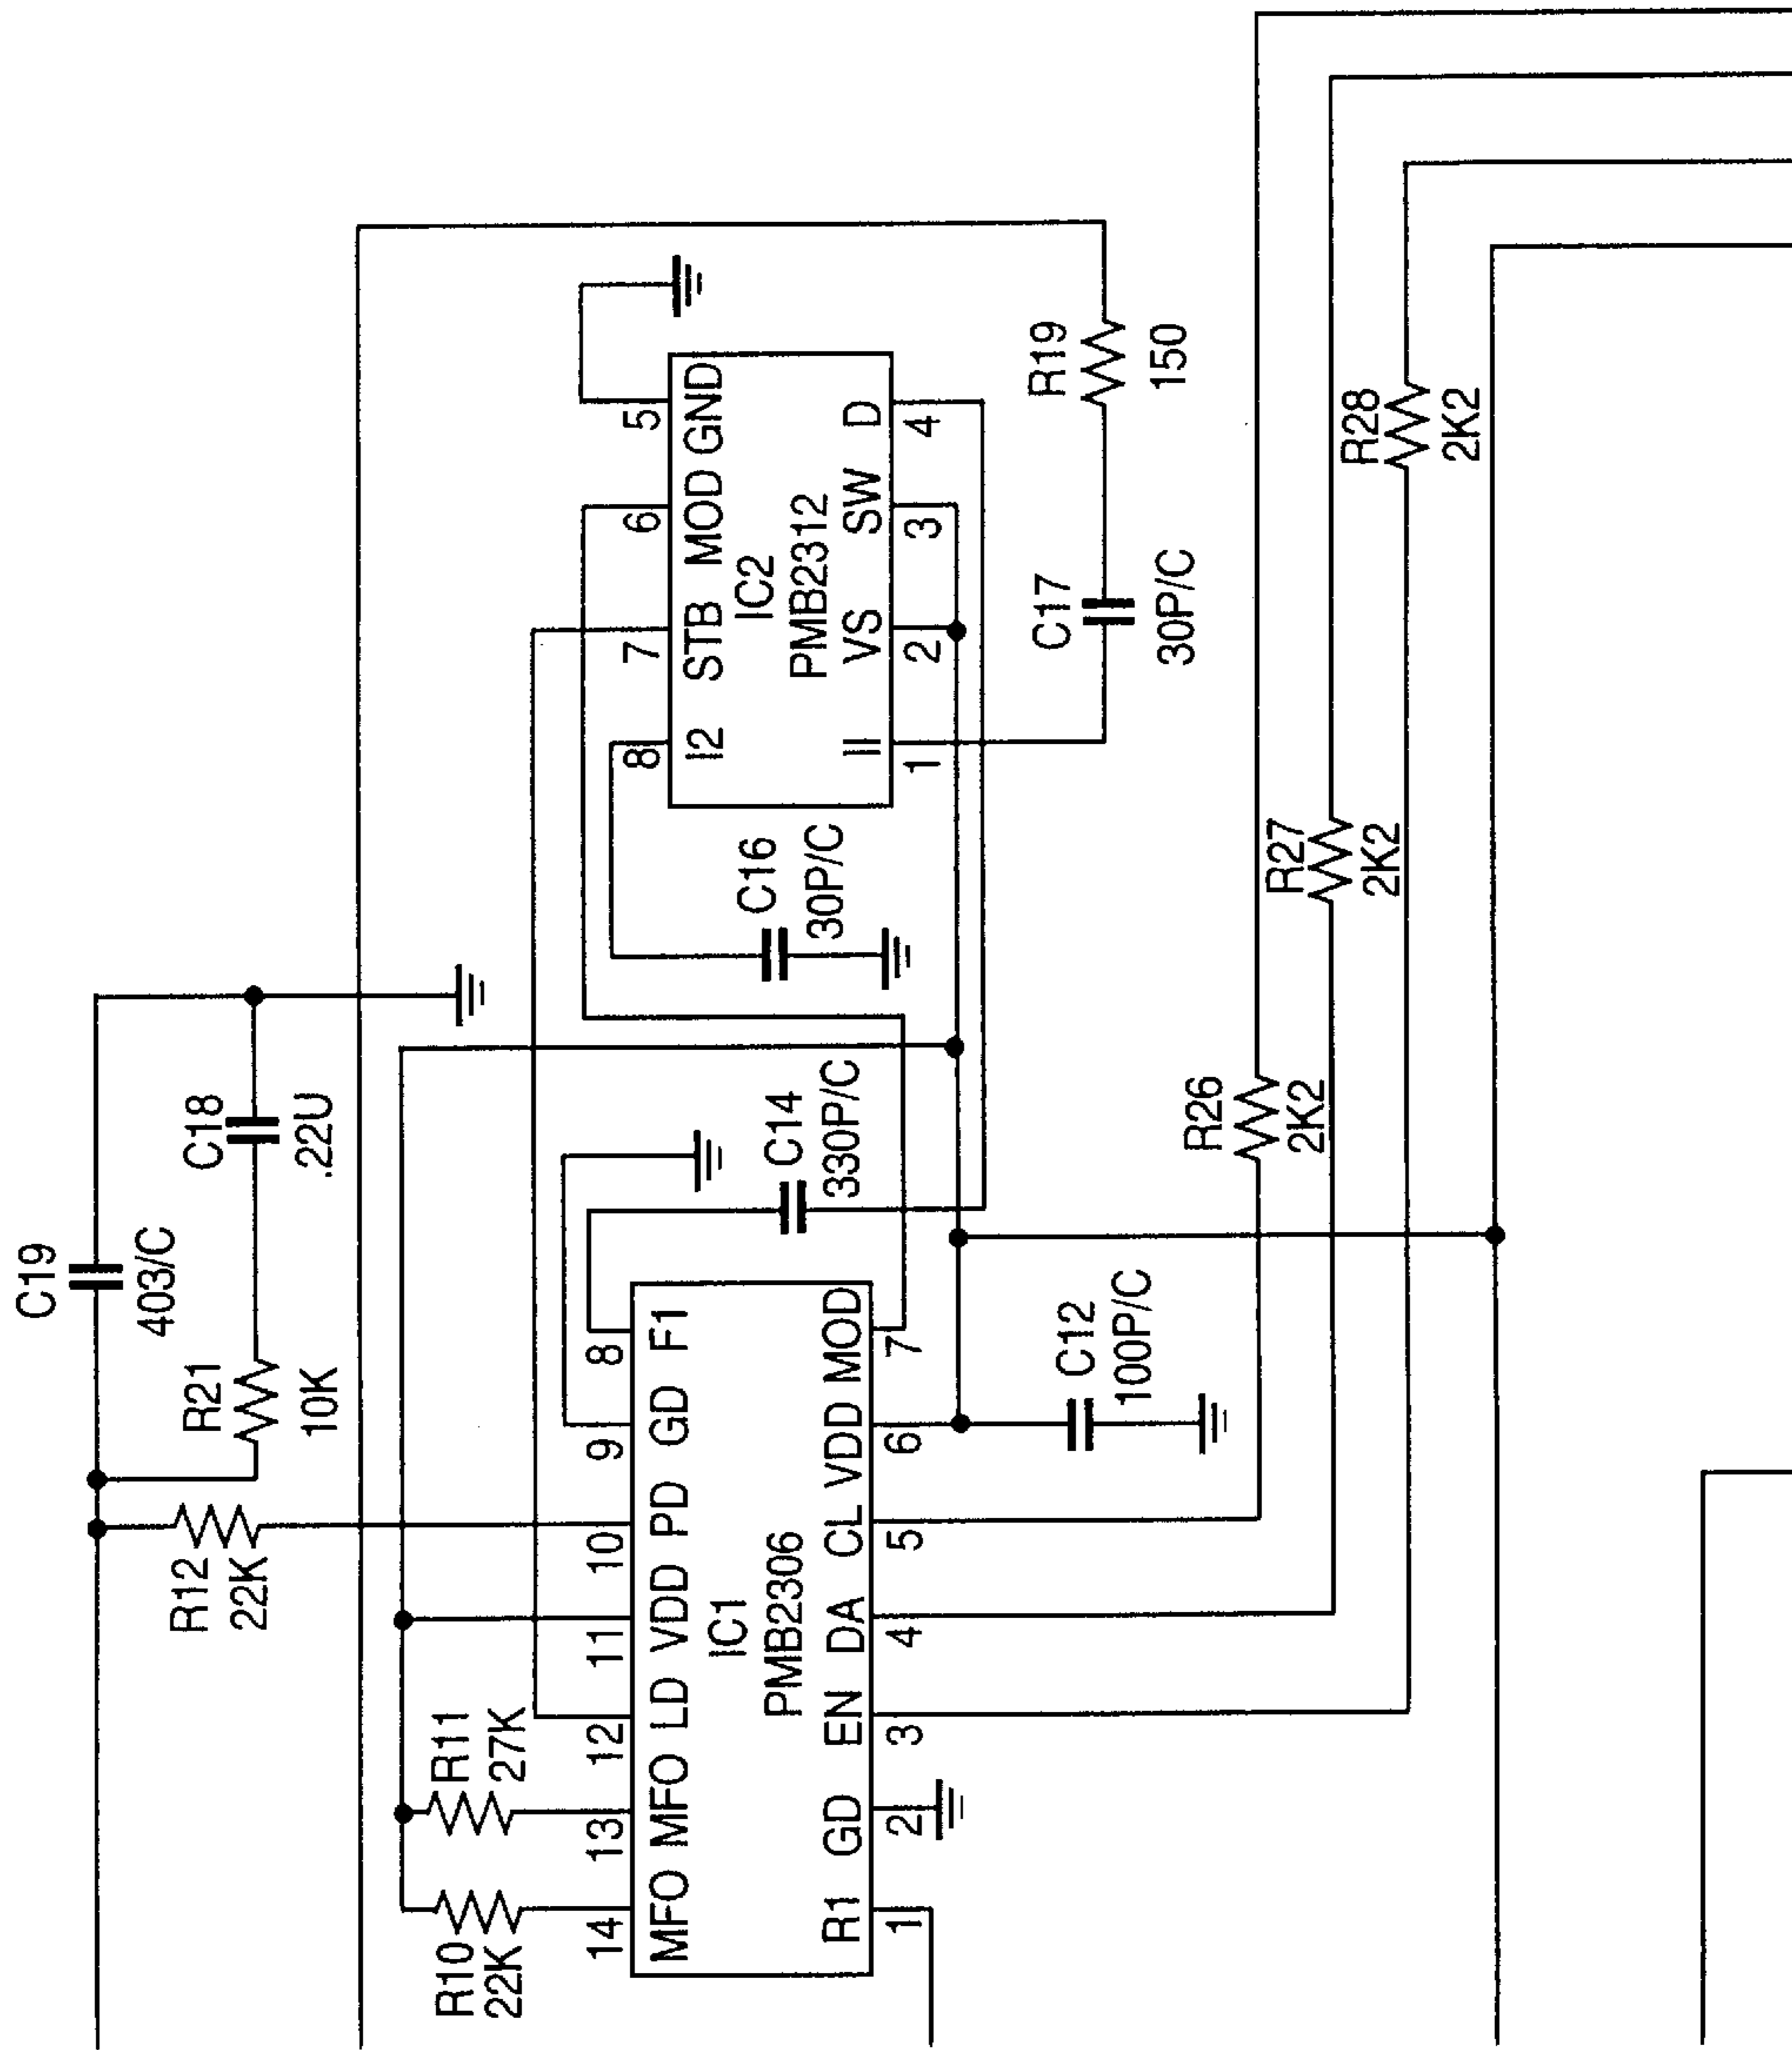 C19
403/C
C18
.22U
R21
10K
R12
22K
R10
22K
R11
27K
14 13 12 11 10 9 8
MFO MFO LD VDD PD GD F1
IC1
PMB2306
R1 GD EN DA CL VDD MOD
1 2 3 4 5 6 7
C14
330P/C
C12
100P/C
C16
30P/C
8 7 6 5
I2 STB MOD GND
IC2
PMB2312
II VS SW D
1 2 3 4
C17
30P/C
R19
150
R26
2K2
R27
2K2
R28
2K2